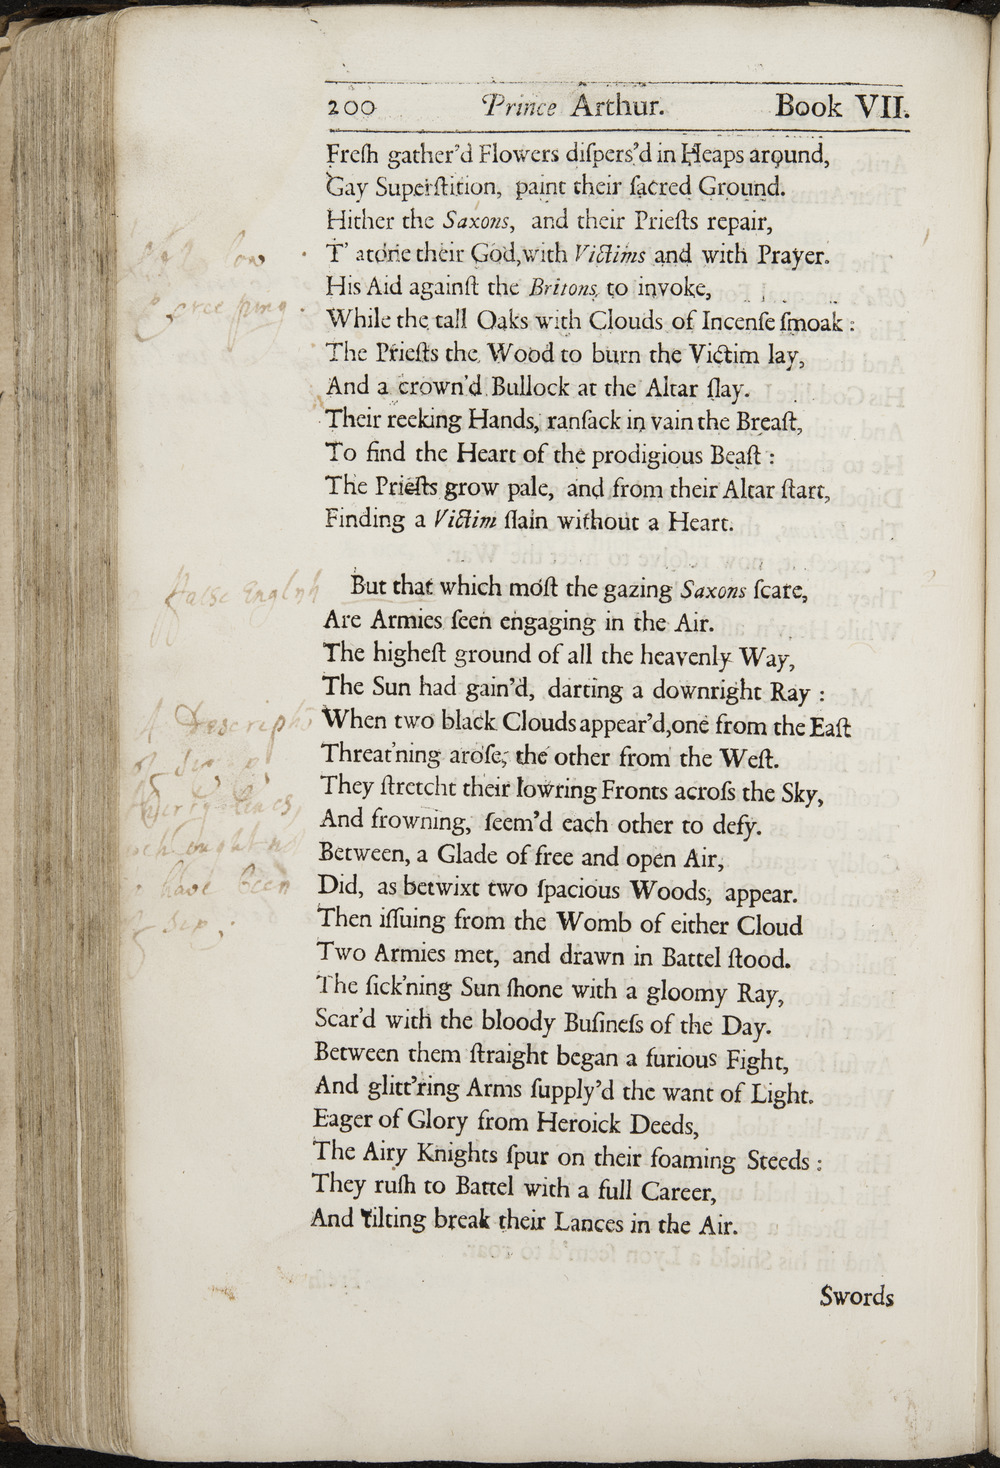 200 Prince Arthur. Book VII.
Freſh gather'd Flowers diſpers'd in Heaps around,
Gay Superſtition, paint their ſacred Ground.
Hither the Saxons, and their Prieſts repair,
T' atone their God, with Victims and with Prayer.
low
His Aid againſt the Britons to invoke,
creeping.
While the tall Oaks with Clouds of Incenſe ſmoak :
The Prieſts the Wood to burn the Victim lay,
And a crown'd Bullock at the Altar ſlay.
Their reeking Hands, ranſack in vain the Breaſt,
To find the Heart of the prodigious Beaſt :
The Prieſts grow pale, and from their Altar ſtart,
Finding a Victim ſlain without a Heart.
False English
But that which moſt the gazing Saxons ſcare,
Are Armies ſeen engaging in the Air.
The higheſt ground of all the heavenly Way,
The Sun had gain'd, darting a downright Ray :
A Descripti
When two black Clouds appear'd, one from the Eaſt
Threat'ning aroſe, the other from the Weſt.
They ſtretcht their lowring Fronts acroſs the Sky,
lines,
And frowning, ſeem'd each other to defy.
ought not
Between, a Glade of free and open Air,
have been
Did, as betwixt two ſpacious Woods, appear.
of six;
Then iſſuing from the Womb of either Cloud
Two Armies met, and drawn in Battel ſtood.
The ſick'ning Sun ſhone with a gloomy Ray,
Scar'd with the bloody Buſineſs of the Day.
Between them ſtraight began a furious Fight,
And glitt'ring Arms ſupply'd the want of Light.
Eager of Glory from Heroick Deeds,
The Airy Knights ſpur on their foaming Steeds :
They ruſh to Battel with a full Career,
And tilting break their Lances in the Air.
Swords